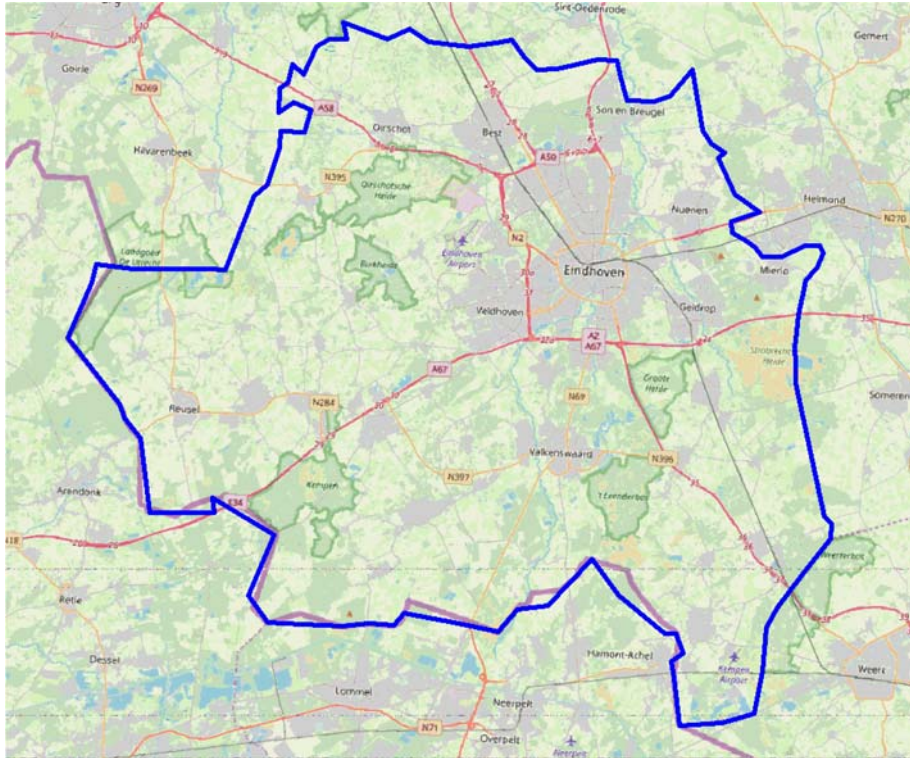 Sint-Oedenrode
Gemert
Goirle
N269
A58
Oirschot
Best
Son en Breugel
A50
Hilvarenbeek
N395
Oirschotsche
Heide
Nuenen
Helmond
N270
N2
Landgoed
De Utrecht
Eindhoven
Airport
Eindhoven
Mierlo
Veldhoven
Geldrop
A2
A67
A67
Strabrechtse
Heide
Groote
Heide
Someren
Reusel
N284
N69
Valkenswaard
N396
Kempen
N397
Arendonk
E34
Weerterbos
Retie
Hamont-Achel
Kempen
Airport
Weert
Dessel
Lommel
Neerpelt
N71
Overpelt
Neerpelt